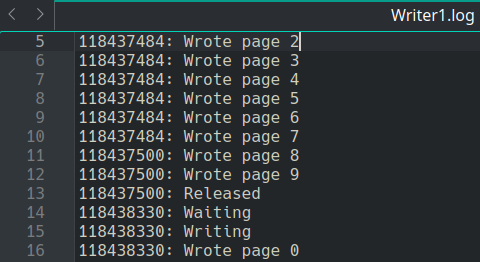 Writer1.log
5 118437484: Wrote page 2
6 118437484: Wrote page 3
7 118437484: Wrote page 4
8 118437484: Wrote page 5
9 118437484: Wrote page 6
10 118437484: Wrote page 7
11 118437500: Wrote page 8
12 118437500: Wrote page 9
13 118437500: Released
14 118438330: Waiting
15 118438330: Writing
16 118438330: Wrote page 0